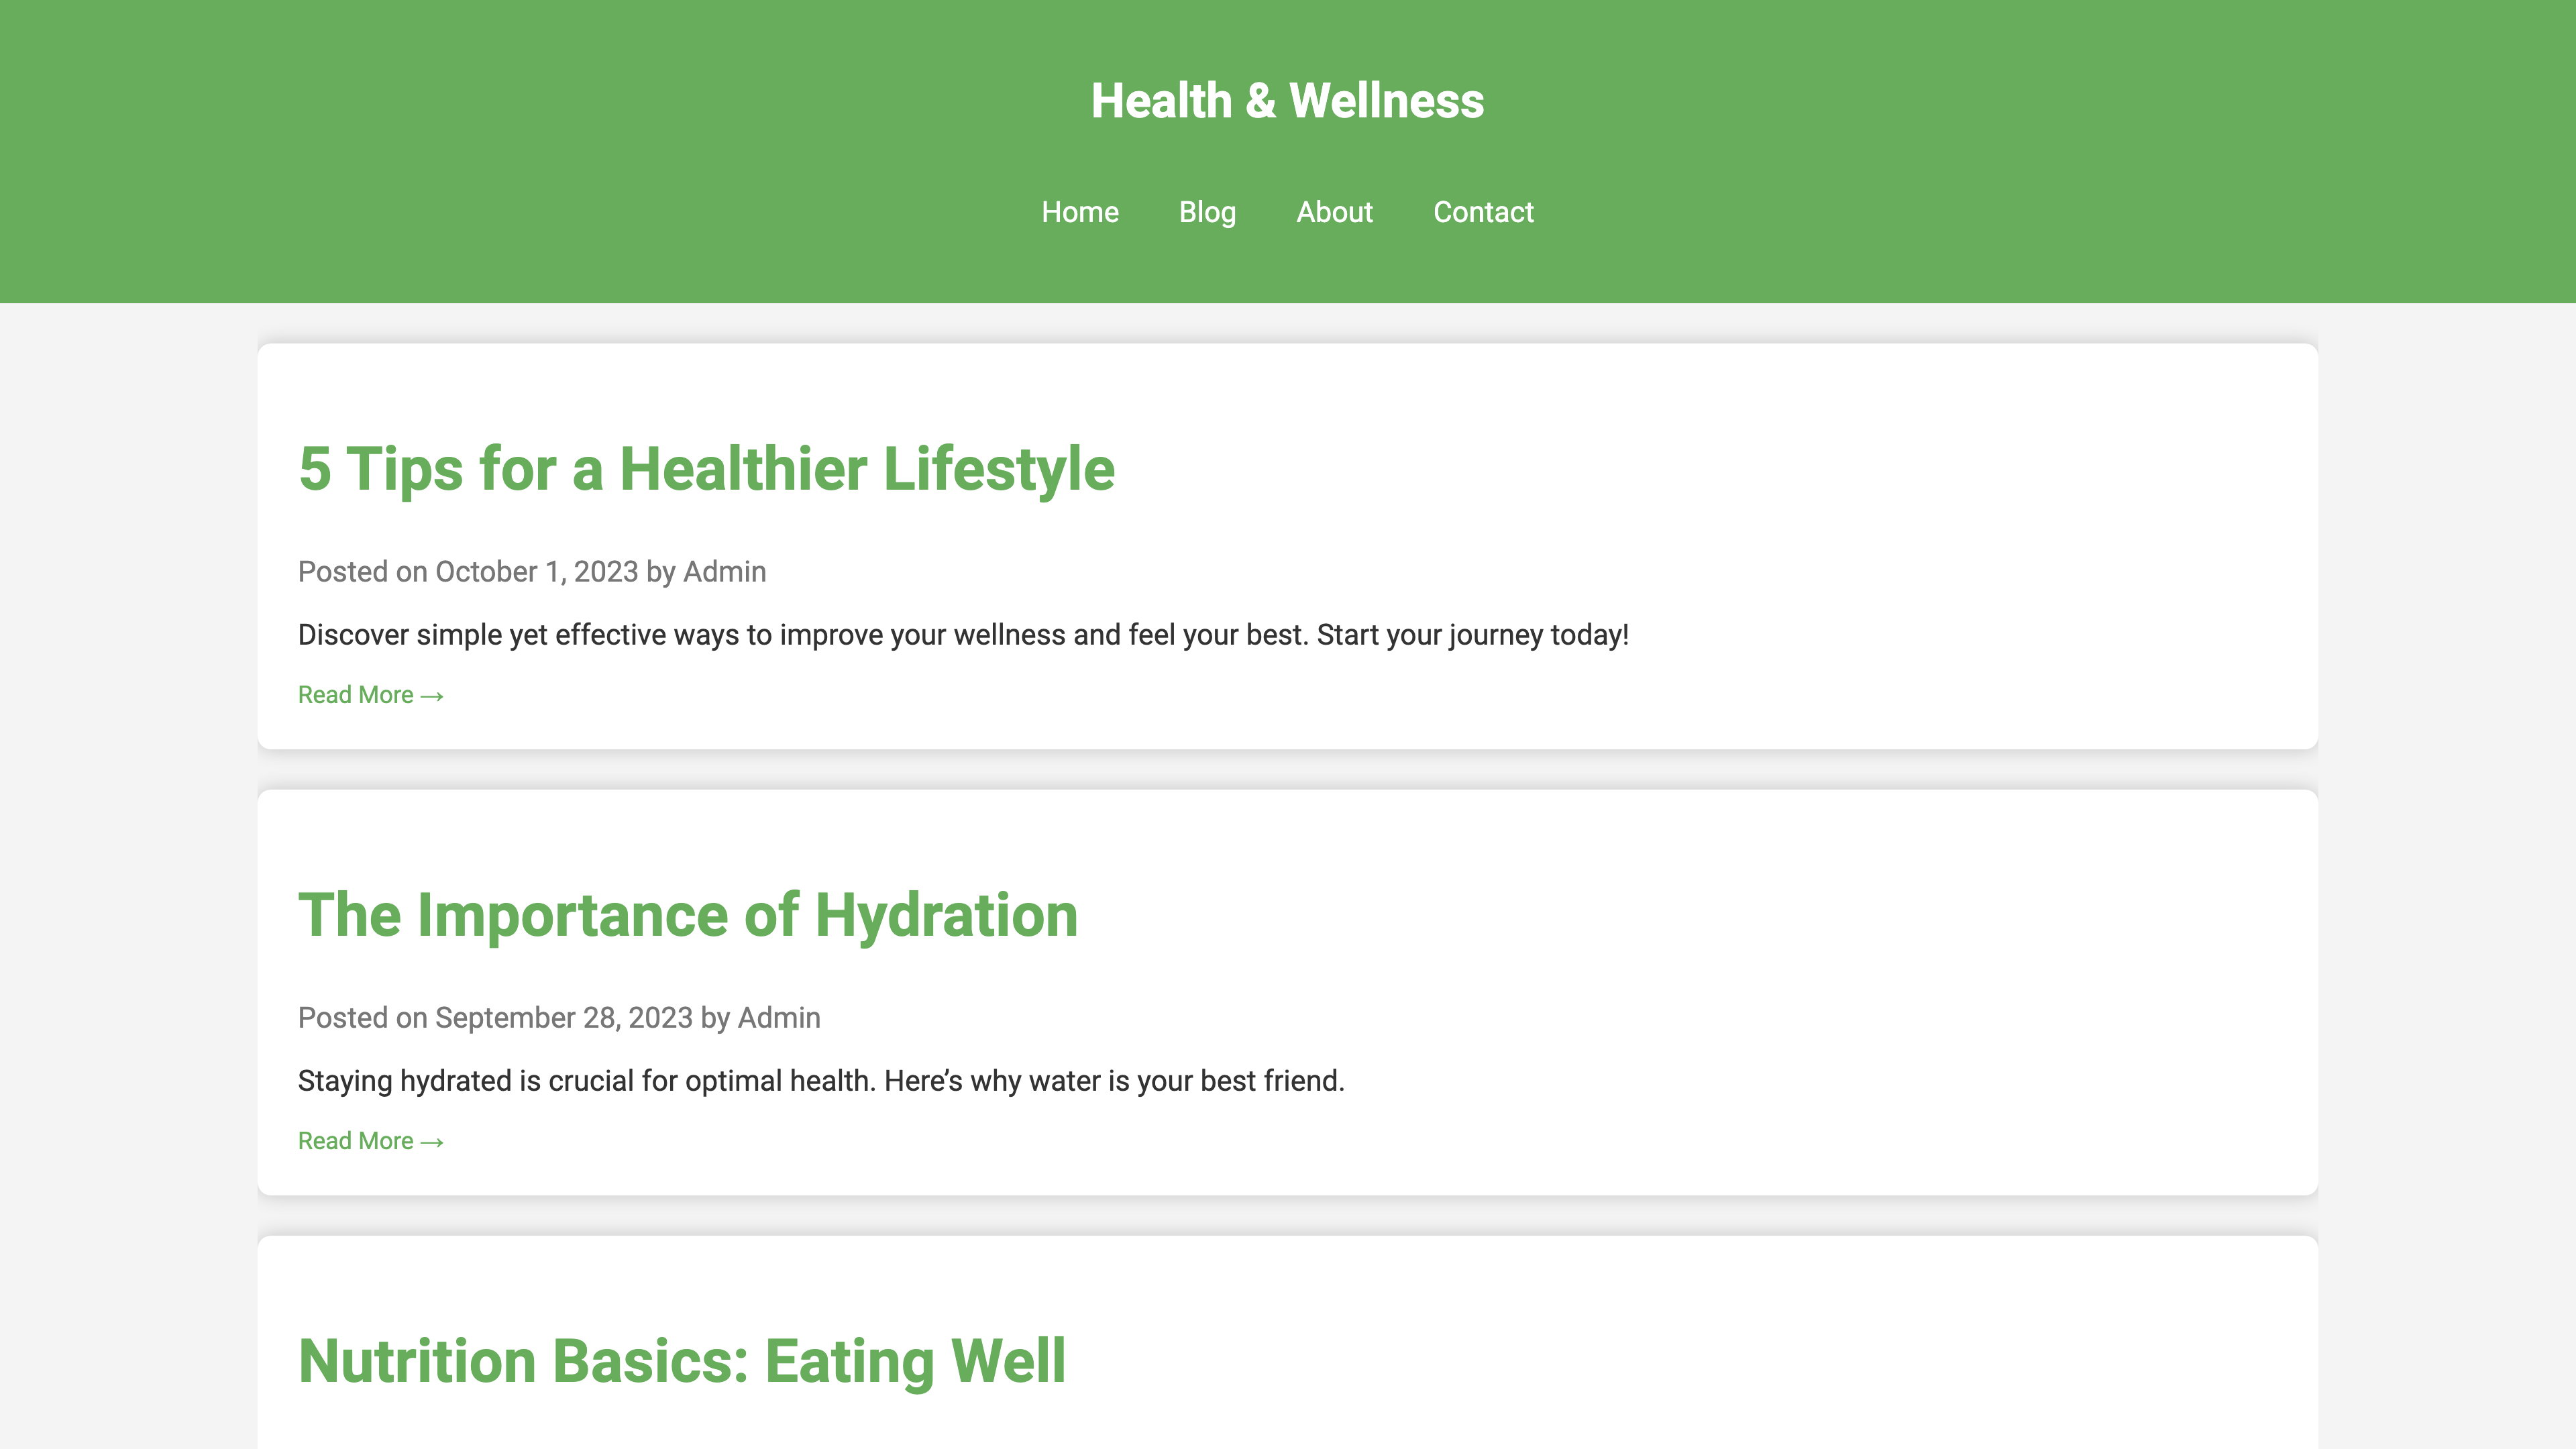 Health & Wellness
Home Blog About Contact
5 Tips for a Healthier Lifestyle
Posted on October 1, 2023 by Admin
Discover simple yet effective ways to improve your wellness and feel your best. Start your journey today!
Read More →
The Importance of Hydration
Posted on September 28, 2023 by Admin
Staying hydrated is crucial for optimal health. Here’s why water is your best friend.
Read More →
Nutrition Basics: Eating Well